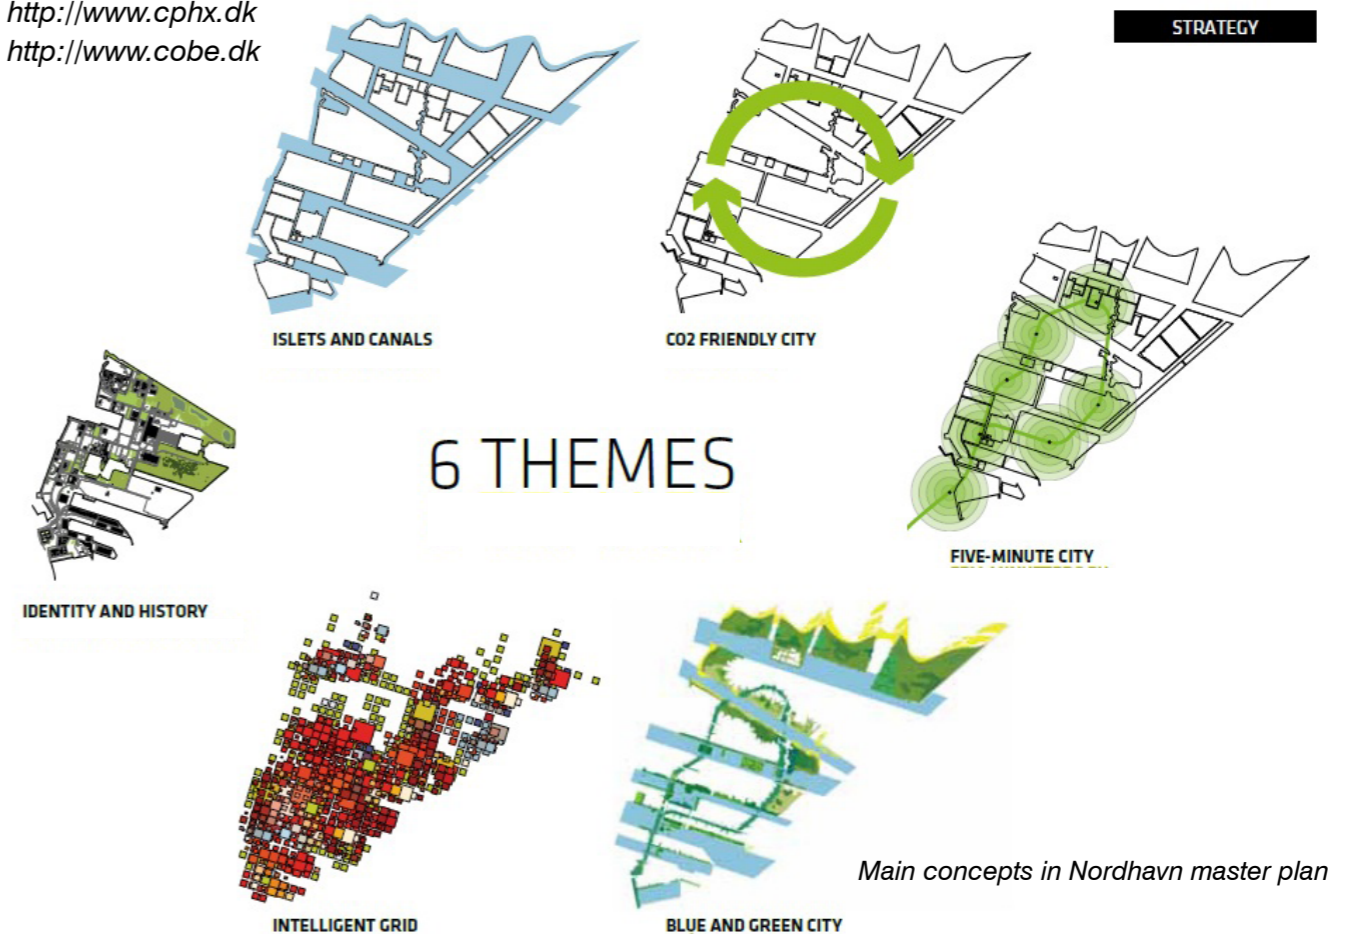 http://www.cphx.dk
http://www.cobe.dk
STRATEGY
ISLETS AND CANALS
CO2 FRIENDLY CITY
6 THEMES
FIVE-MINUTE CITY
IDENTITY AND HISTORY
Main concepts in Nordhavn master plan
INTELLIGENT GRID
BLUE AND GREEN CITY